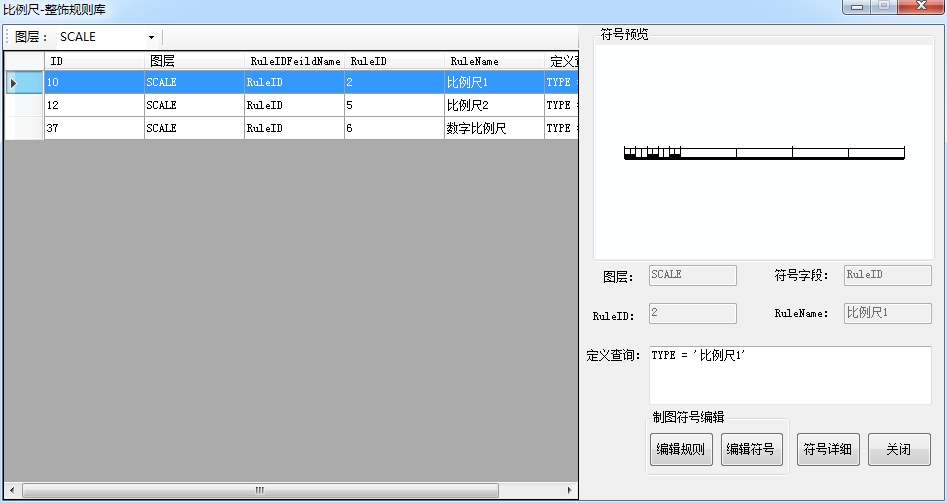 比例尺-整饰规则库
图层： SCALE
ID 图层 RuleIDFeildName RuleID RuleName 定义查
10 SCALE RuleID 2 比例尺1 TYPE =
12 SCALE RuleID 5 比例尺2 TYPE =
37 SCALE RuleID 6 数字比例尺 TYPE =
符号预览
图层： SCALE 符号字段： RuleID
RuleID： 2 RuleName： 比例尺1
定义查询： TYPE = '比例尺1'
制图符号编辑
编辑规则 编辑符号 符号详细 关闭